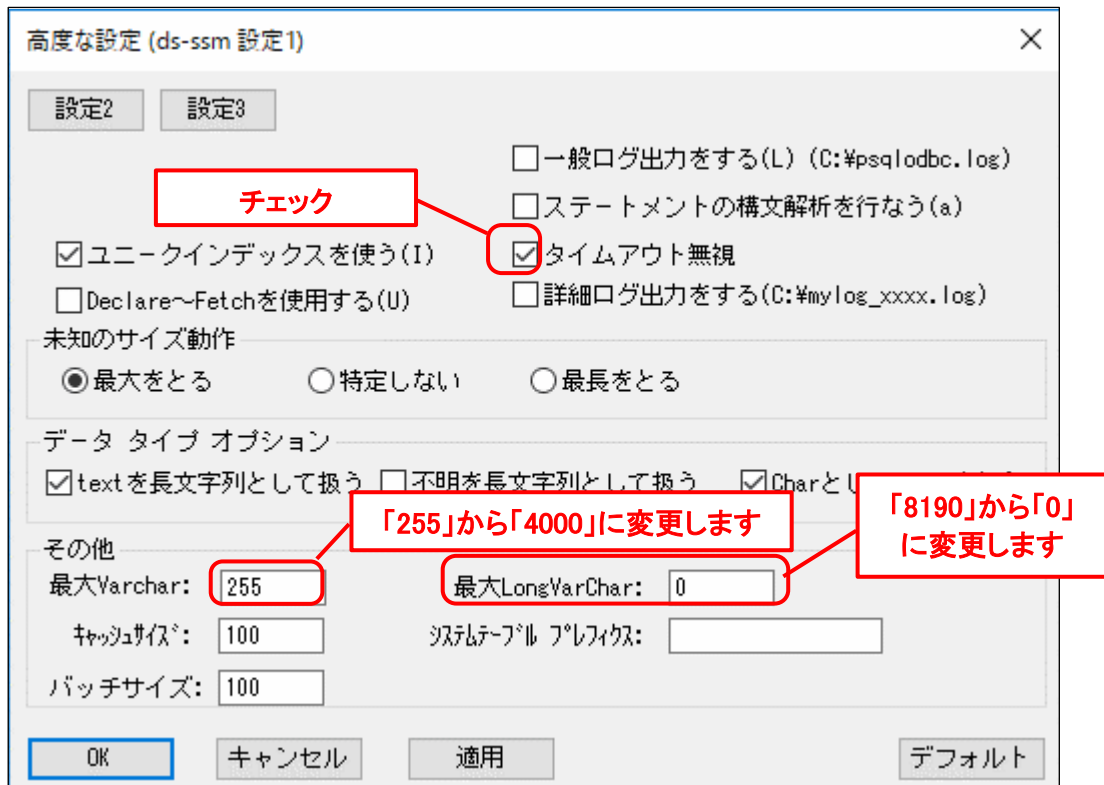 高度な設定 (ds-ssm 設定1)
設定2 設定3
一般ログ出力をする(L) (C:¥psqlodbc.log)
チェック
ステートメントの構文解析を行なう(a)
ユニークインデックスを使う(I) タイムアウト無視
Declare～Fetchを使用する(U) 詳細ログ出力をする(C:¥mylog_xxxx.log)
未知のサイズ動作
最大をとる 特定しない 最長をとる
データ タイプ オプション
textを長文字列として扱う 不明を長文字列として扱う Charとし
「255」から「4000」に変更します
「8190」から「0」
に変更します
その他
最大Varchar: 255 最大LongVarChar: 0
ｷｬｯｼｭｻｲｽﾞ: 100 ｼｽﾃﾑﾃｰﾌﾞﾙ ﾌﾟﾚﾌｨｸｽ:
バッチサイズ: 100
OK キャンセル 適用 デフォルト